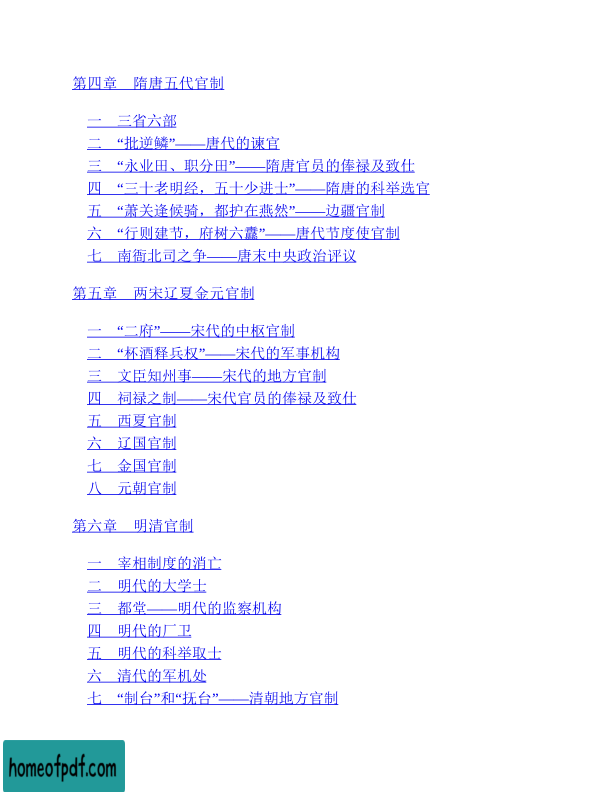 第四章　隋唐五代官制
一　三省六部
二　“批逆鳞”——唐代的谏官
三　“永业田、职分田”——隋唐官员的俸禄及致仕
四　“三十老明经，五十少进士”——隋唐的科举选官
五　“萧关逢候骑，都护在燕然”——边疆官制
六　“行则建节，府树六纛”——唐代节度使官制
七　南衙北司之争——唐末中央政治评议
第五章　两宋辽夏金元官制
一　“二府”——宋代的中枢官制
二　“杯酒释兵权”——宋代的军事机构
三　文臣知州事——宋代的地方官制
四　祠禄之制——宋代官员的俸禄及致仕
五　西夏官制
六　辽国官制
七　金国官制
八　元朝官制
第六章　明清官制
一　宰相制度的消亡
二　明代的大学士
三　都堂——明代的监察机构
四　明代的厂卫
五　明代的科举取士
六　清代的军机处
七　“制台”和“抚台”——清朝地方官制
homeofpdf.com